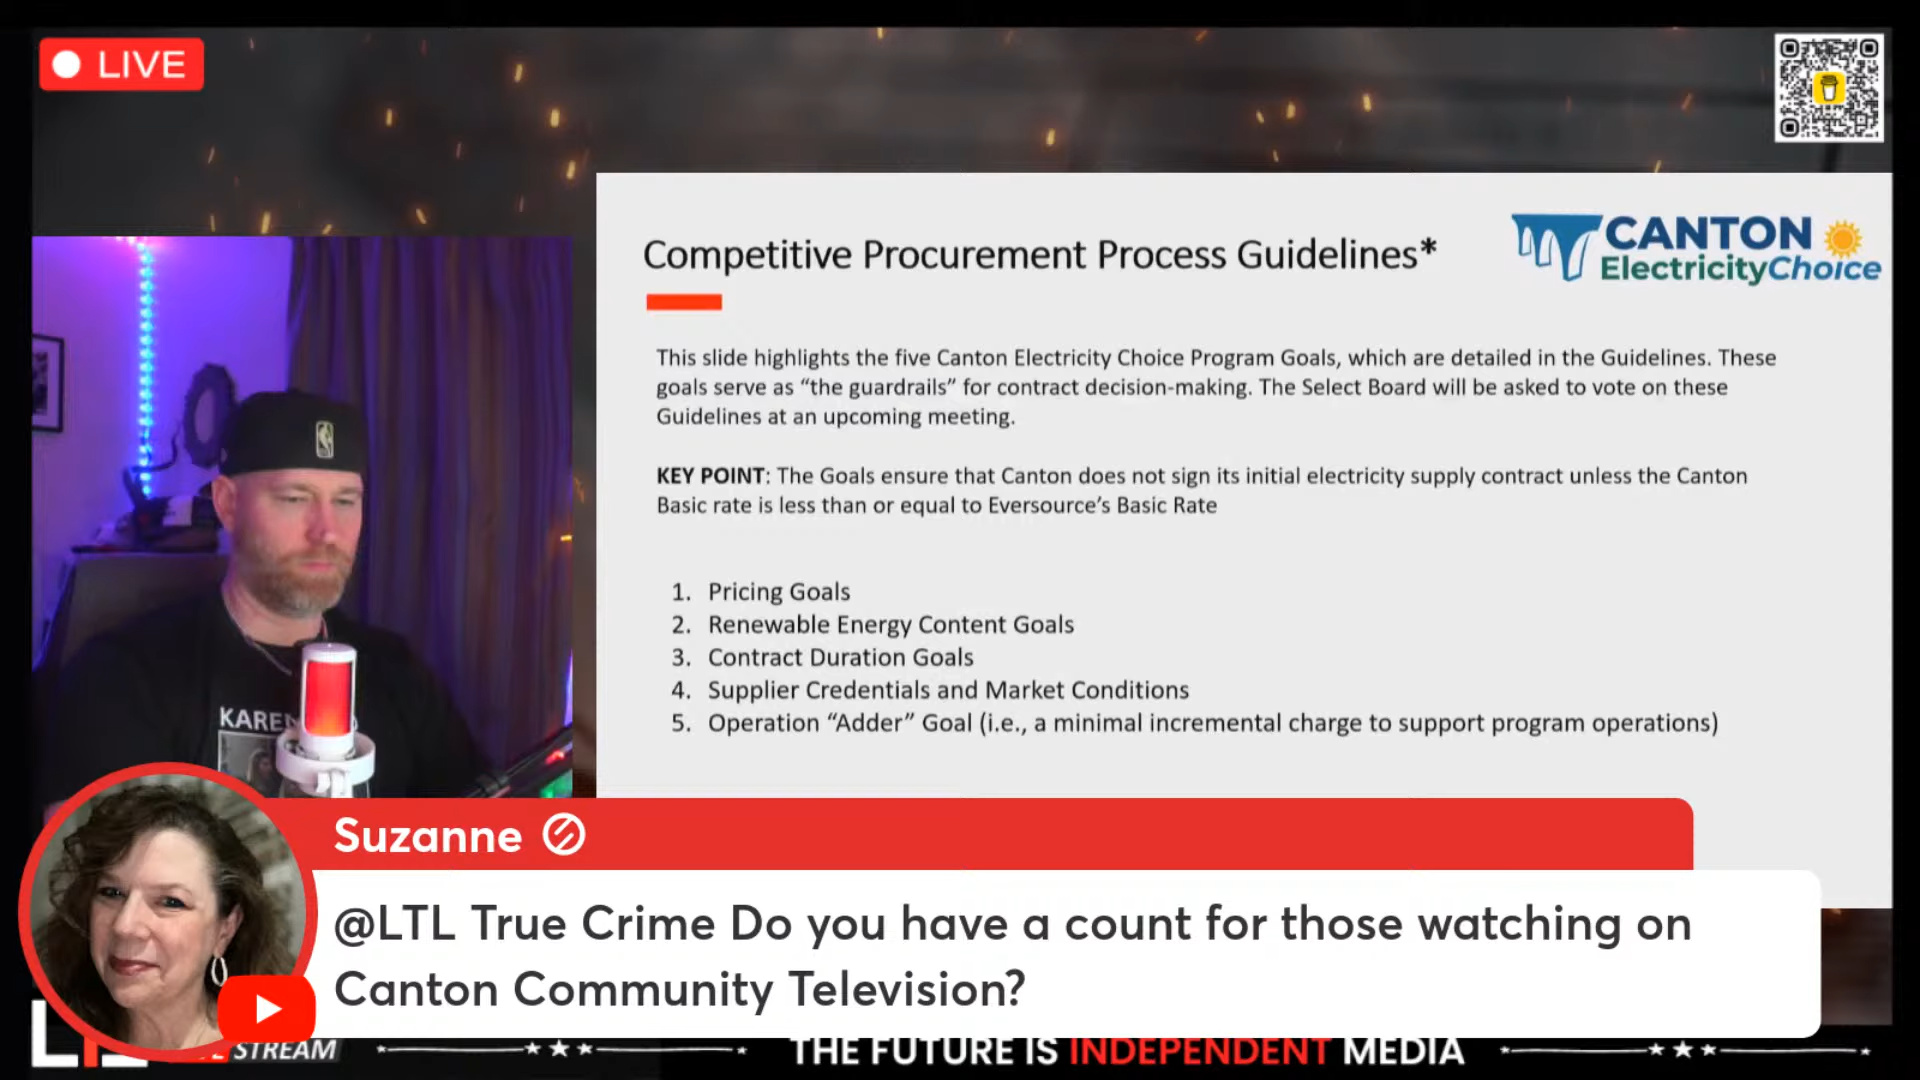 LIVE
Competitive Procurement Process Guidelines*
CANTON
ElectricityChoice
This slide highlights the five Canton Electricity Choice Program Goals, which are detailed in the Guidelines. These
goals serve as “the guardrails” for contract decision-making. The Select Board will be asked to vote on these
Guidelines at an upcoming meeting.
KEY POINT: The Goals ensure that Canton does not sign its initial electricity supply contract unless the Canton
Basic rate is less than or equal to Eversource’s Basic Rate
1. Pricing Goals
2. Renewable Energy Content Goals
3. Contract Duration Goals
4. Supplier Credentials and Market Conditions
5. Operation “Adder” Goal (i.e., a minimal incremental charge to support program operations)
Suzanne
@LTL True Crime Do you have a count for those watching on
Canton Community Television?
STREAM
THE FUTURE IS INDEPENDENT MEDIA